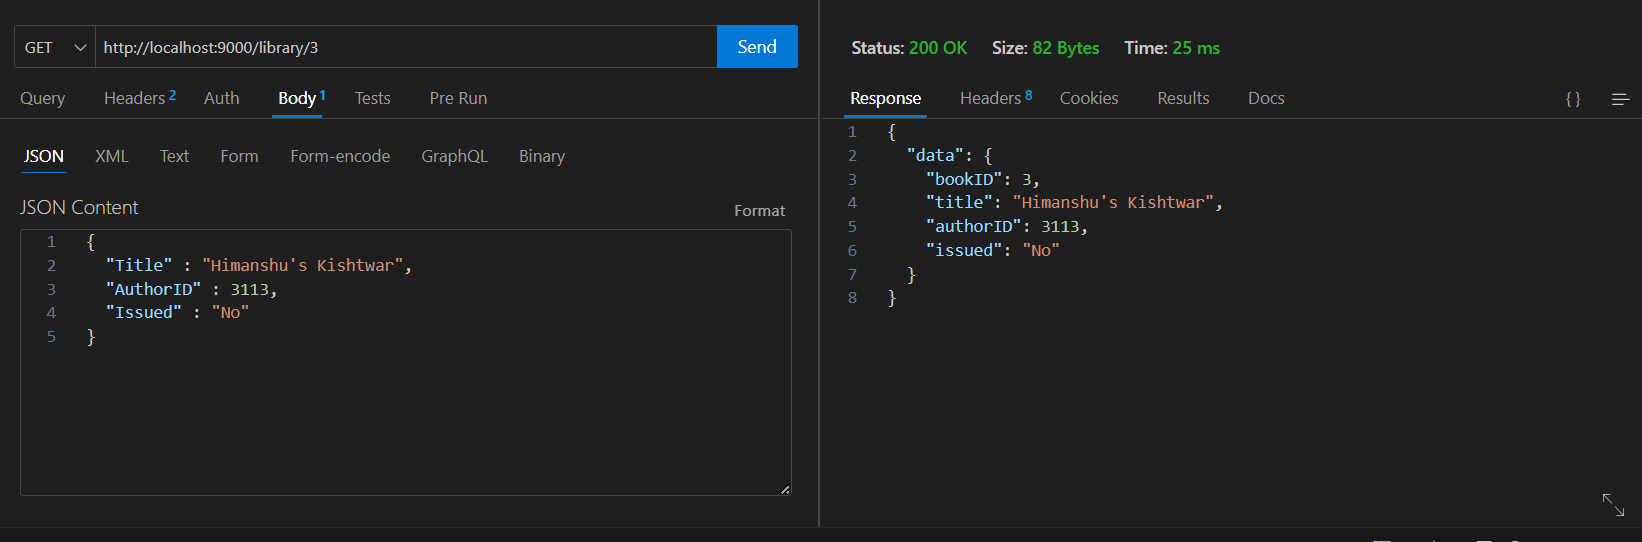 GET http://localhost:9000/library/3 Send
Query Headers 2 Auth Body 1 Tests Pre Run
JSON XML Text Form Form-encode GraphQL Binary
JSON Content
Format
1 {
2 "Title" : "Himanshu's Kishtwar",
3 "AuthorID" : 3113,
4 "Issued" : "No"
5 }
Status: 200 OK Size: 82 Bytes Time: 25 ms
Response Headers 8 Cookies Results Docs { }
1 {
2 "data": {
3 "bookID": 3,
4 "title": "Himanshu's Kishtwar",
5 "authorID": 3113,
6 "issued": "No"
7 }
8 }